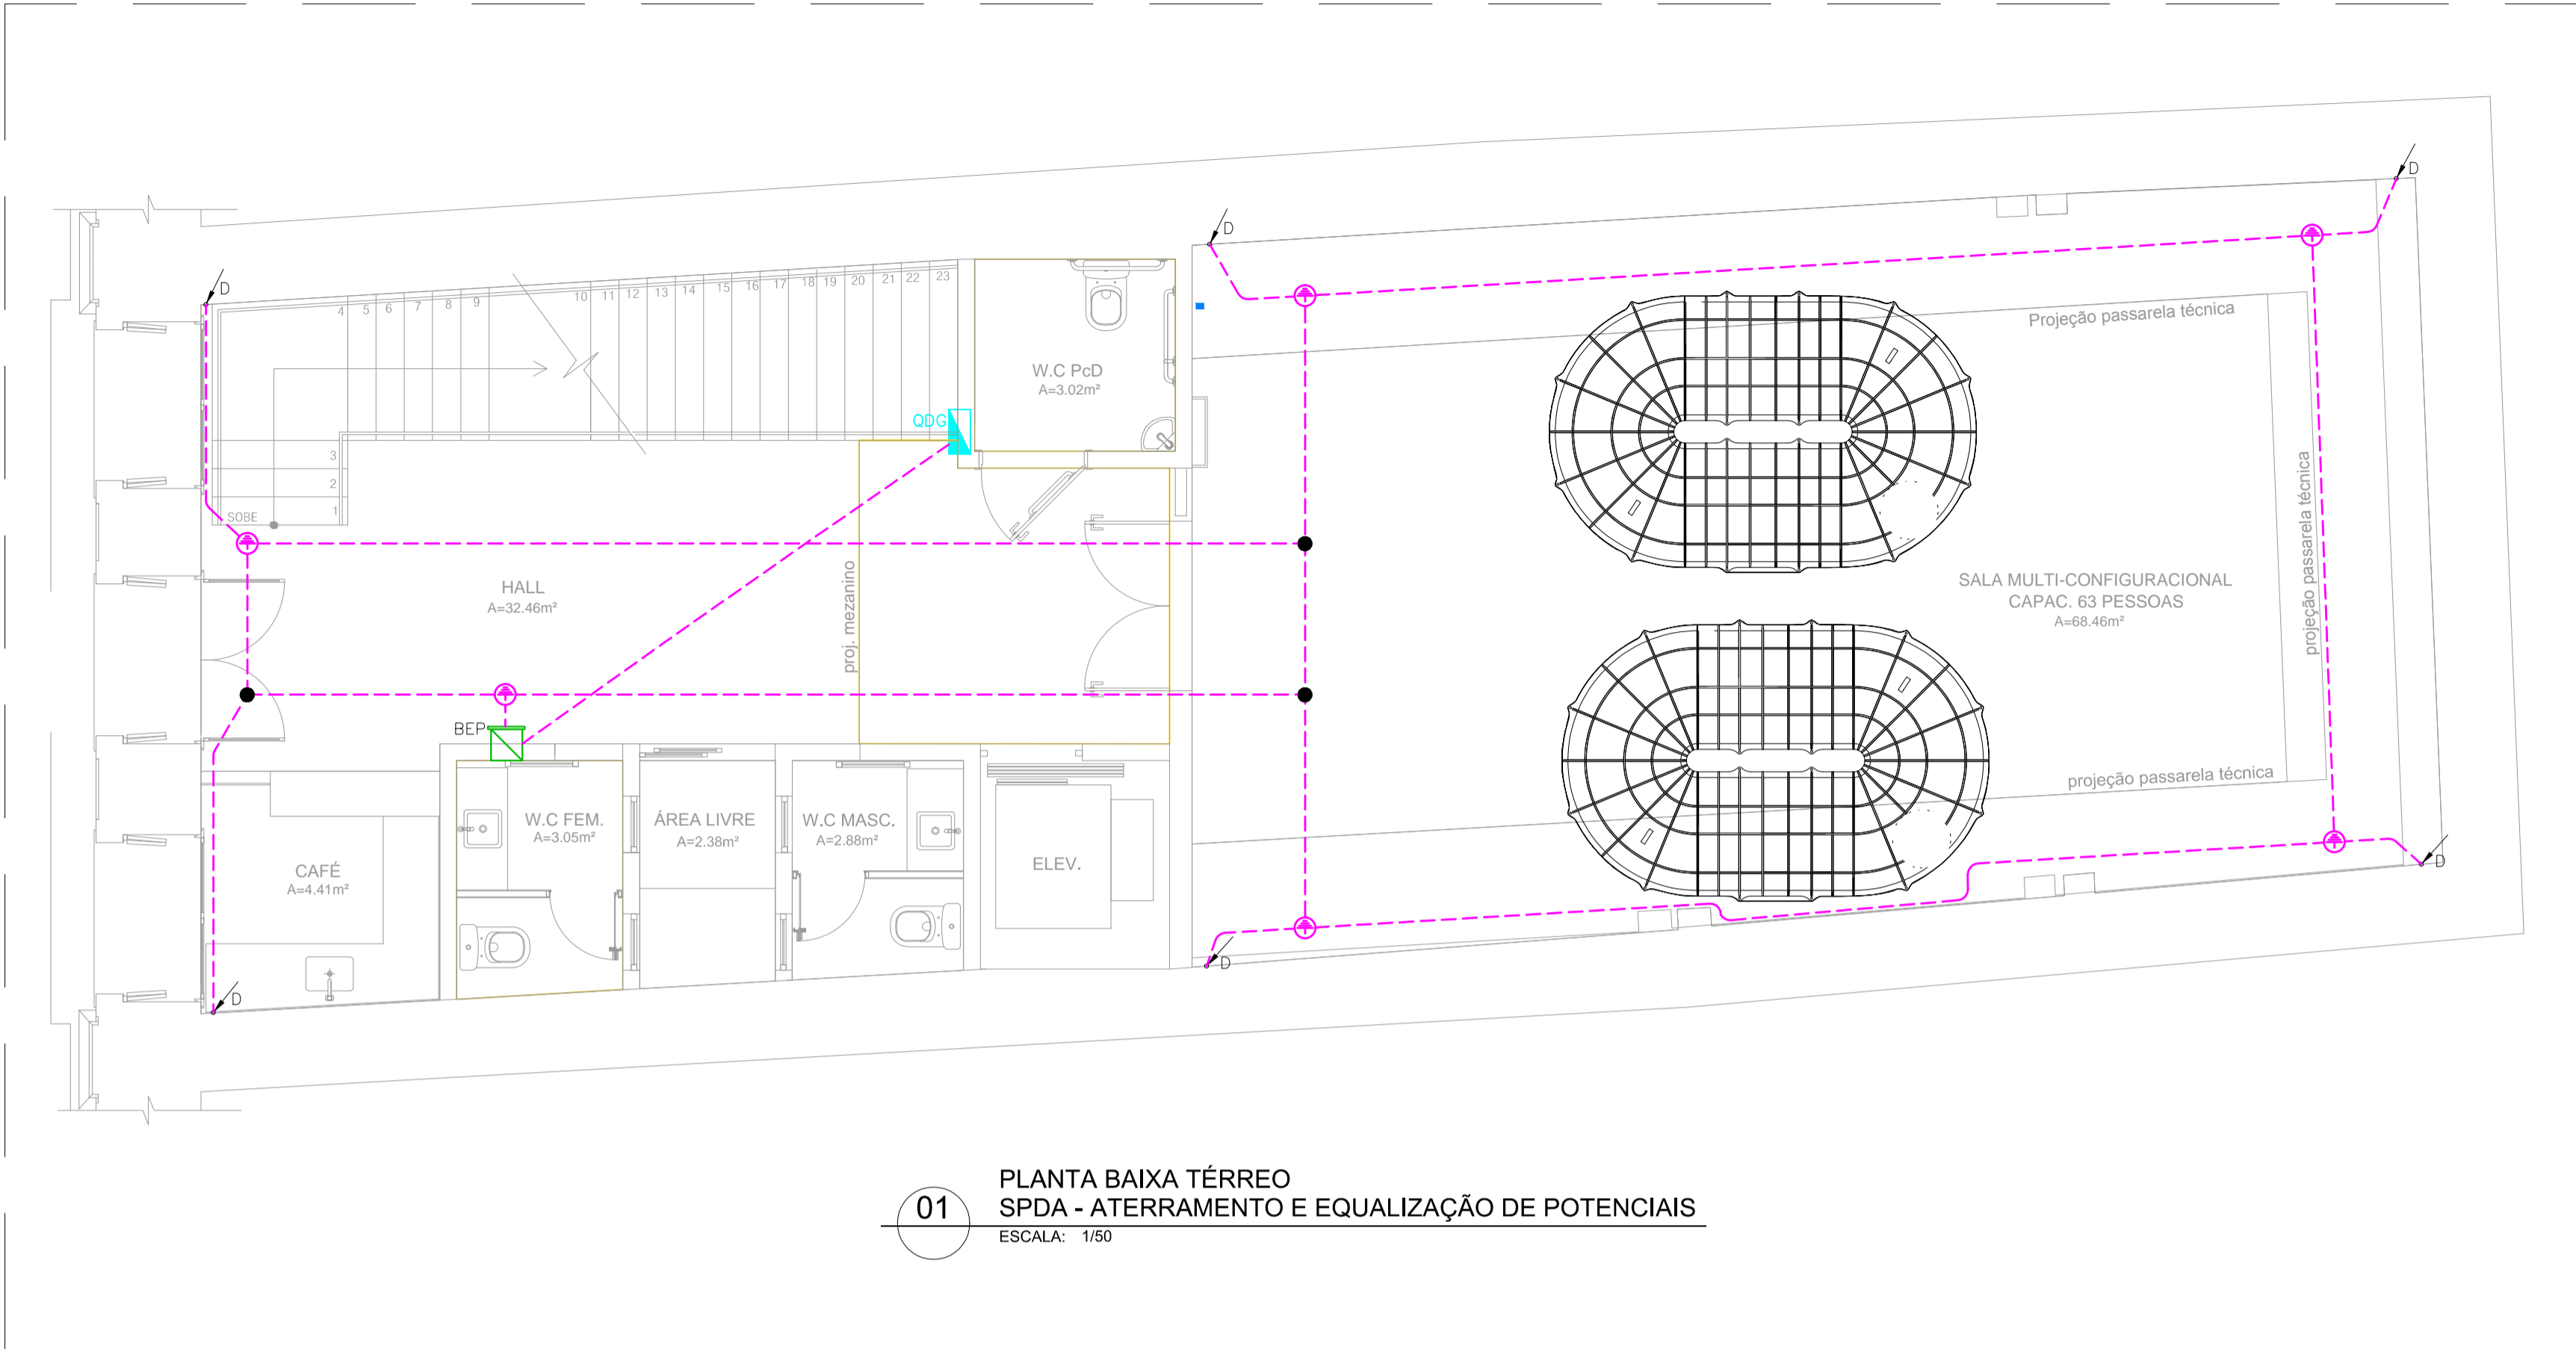 D
D
D
D
4
5
6
7
8
9
10
11
12
13
14
15
16
17
18
19
20
21
22
23
3
2
1
SOBE
QDG
W.C PcD
A=3.02m²
Projeção passarela técnica
projeção passarela técnica
HALL
A=32.46m²
proj. mezanino
SALA MULTI-CONFIGURACIONAL
CAPAC. 63 PESSOAS
A=68.46m²
BEP
projeção passarela técnica
CAFÉ
A=4.41m²
W.C FEM.
A=3.05m²
ÁREA LIVRE
A=2.38m²
W.C MASC.
A=2.88m²
ELEV.
D
D
D
01
PLANTA BAIXA TÉRREO
SPDA - ATERRAMENTO E EQUALIZAÇÃO DE POTENCIAIS
ESCALA: 1/50